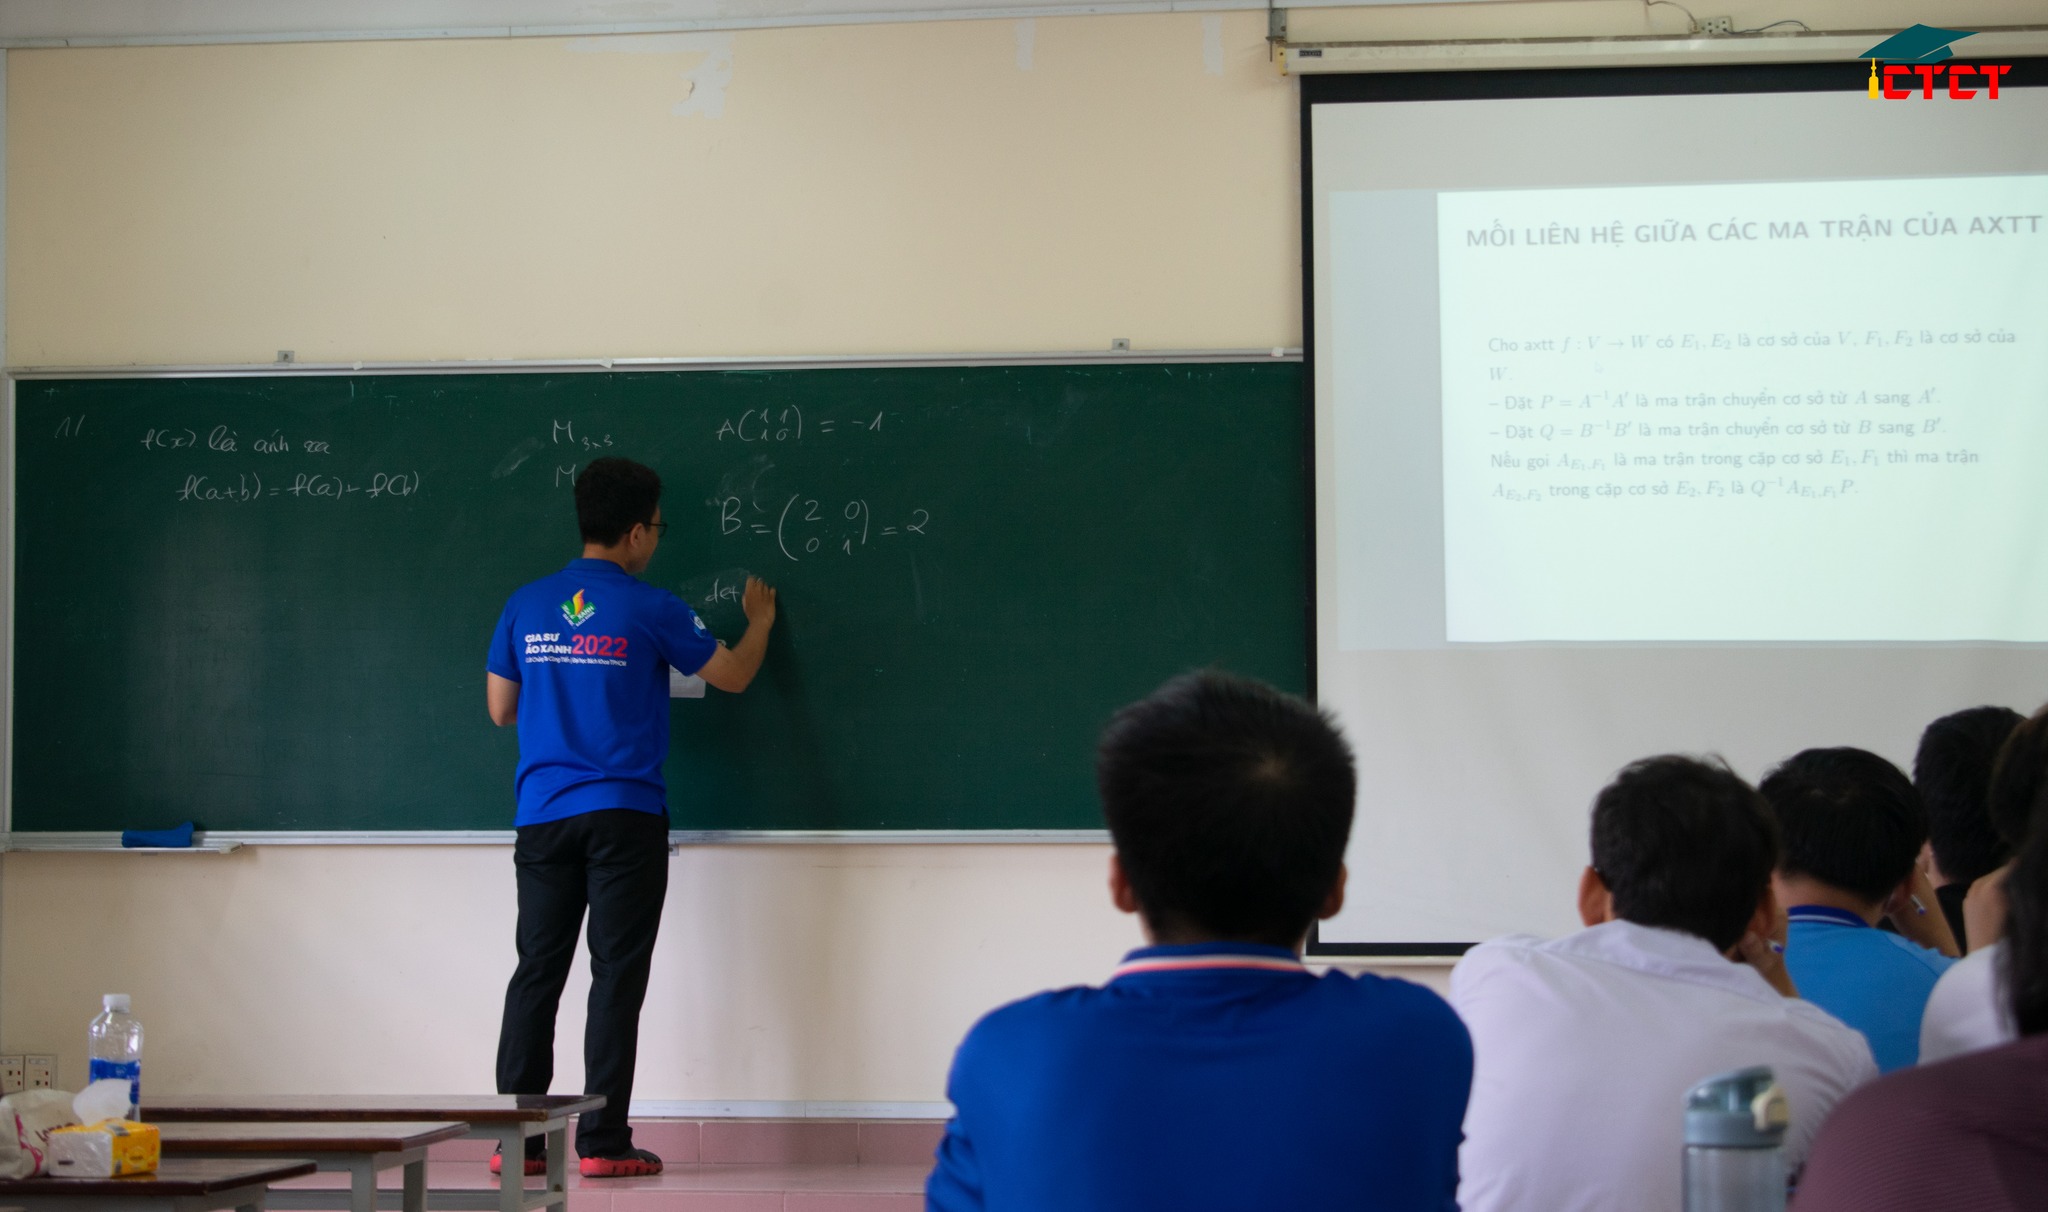 1/
f(x) là ánh xạ
f(a+b) = f(a) + f(b)
M₃ₓ₃
M
A(1 1
1 0) = -1
B = (2 0
0 1) = 2
det
GIA SƯ
ÁO XANH 2022
CTCT
MỐI LIÊN HỆ GIỮA CÁC MA TRẬN CỦA AXTT
Cho axtt f : V → W có E₁, E₂ là cơ sở của V, F₁, F₂ là cơ sở của
W.
– Đặt P = A⁻¹A′ là ma trận chuyển cơ sở từ A sang A′.
– Đặt Q = B⁻¹B′ là ma trận chuyển cơ sở từ B sang B′.
Nếu gọi A_{E₁,F₁} là ma trận trong cặp cơ sở E₁, F₁ thì ma trận
A_{E₂,F₂} trong cặp cơ sở E₂, F₂ là Q⁻¹A_{E₁,F₁}P.